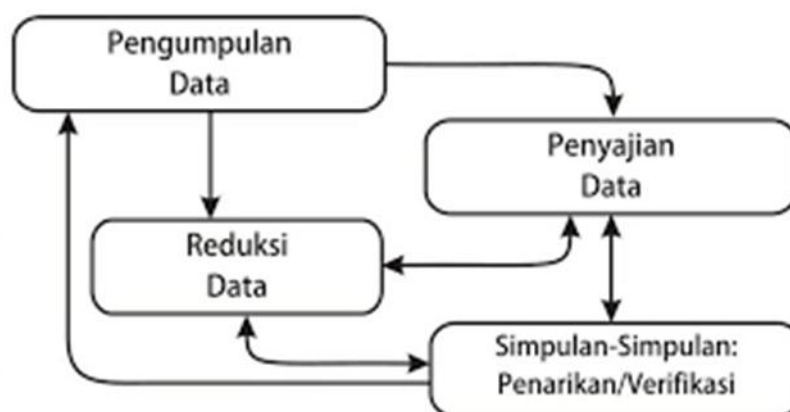 Pengumpulan
Data
Penyajian
Data
Reduksi
Data
Simpulan-Simpulan:
Penarikan/Verifikasi